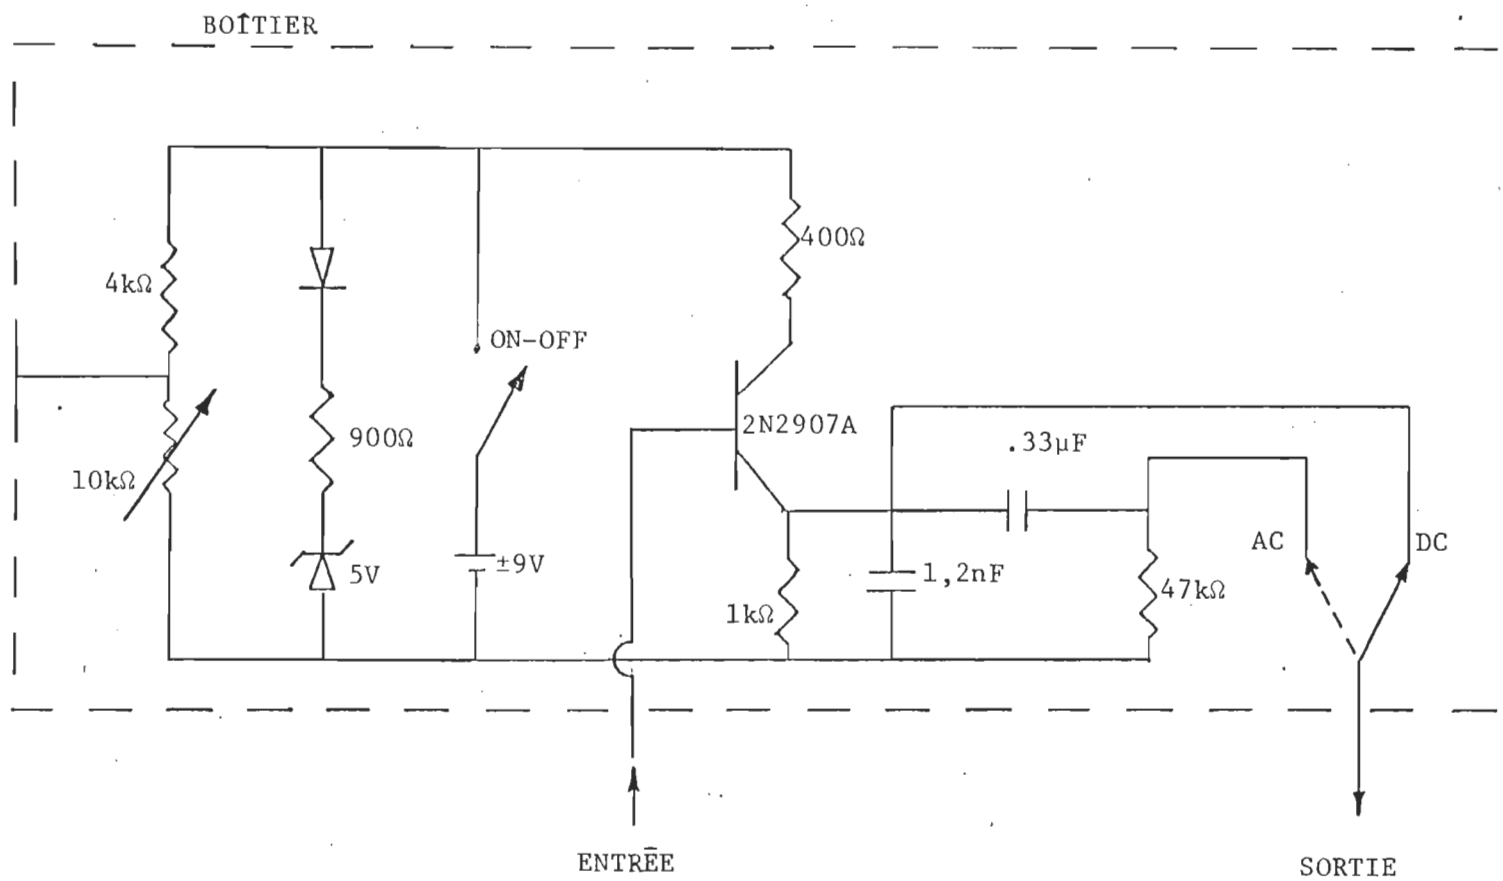 BOÎTIER
400Ω
4kΩ
ON-OFF
2N2907A
900Ω
.33µF
10kΩ
AC
DC
±9V
5V
1,2nF
47kΩ
1kΩ
ENTRÉE
SORTIE